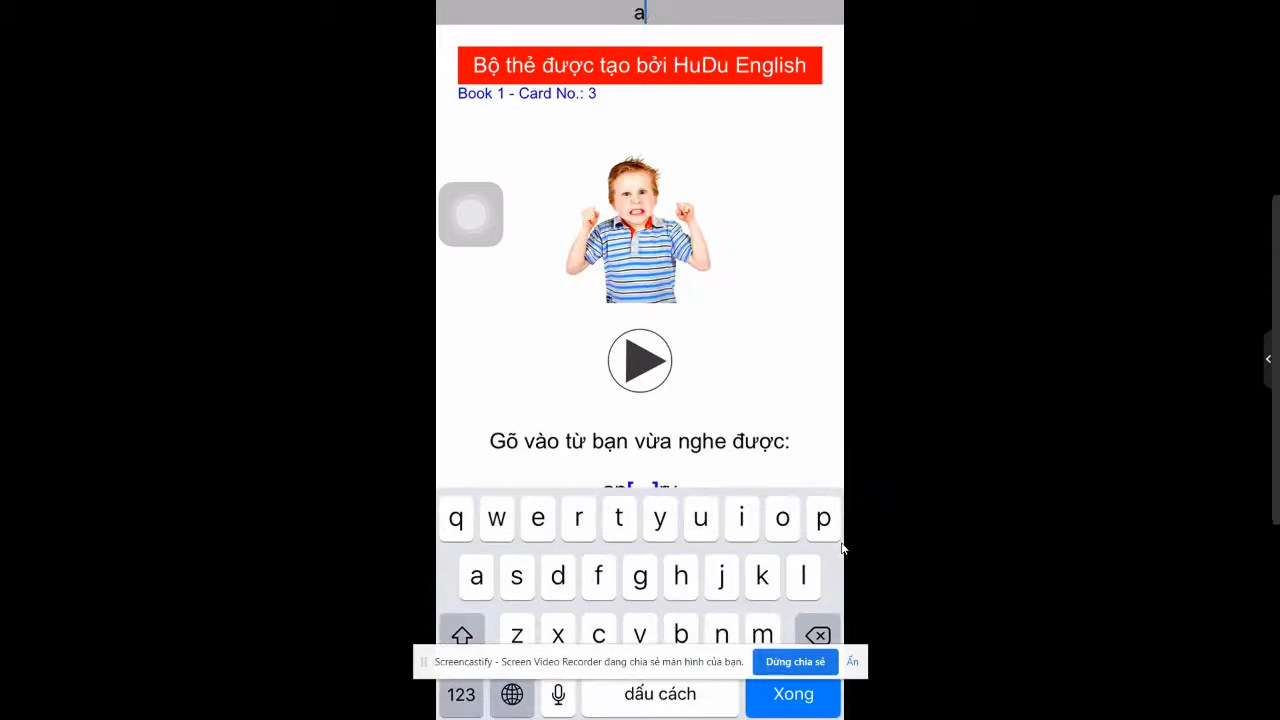 a
Bộ thẻ được tạo bởi HuDu English
Book 1 - Card No.: 3
Gõ vào từ bạn vừa nghe được:
q w e r t y u i o p
a s d f g h j k l
z x c v b n m
Screencastify - Screen Video Recorder đang chia sẻ màn hình của bạn. Dừng chia sẻ Ẩn
123 dấu cách Xong